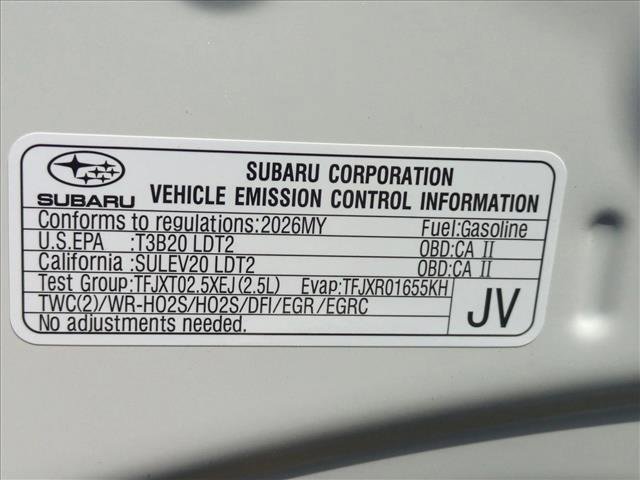 SUBARU
SUBARU CORPORATION
VEHICLE EMISSION CONTROL INFORMATION
Conforms to regulations:2026MY Fuel:Gasoline
U.S.EPA :T3B20 LDT2 OBD:CA II
California :SULEV20 LDT2 OBD:CA II
Test Group:TFJXT02.5XEJ(2.5L) Evap:TFJXR01655KH
TWC(2)/WR-HO2S/HO2S/DFI/EGR/EGRC
No adjustments needed.
JV